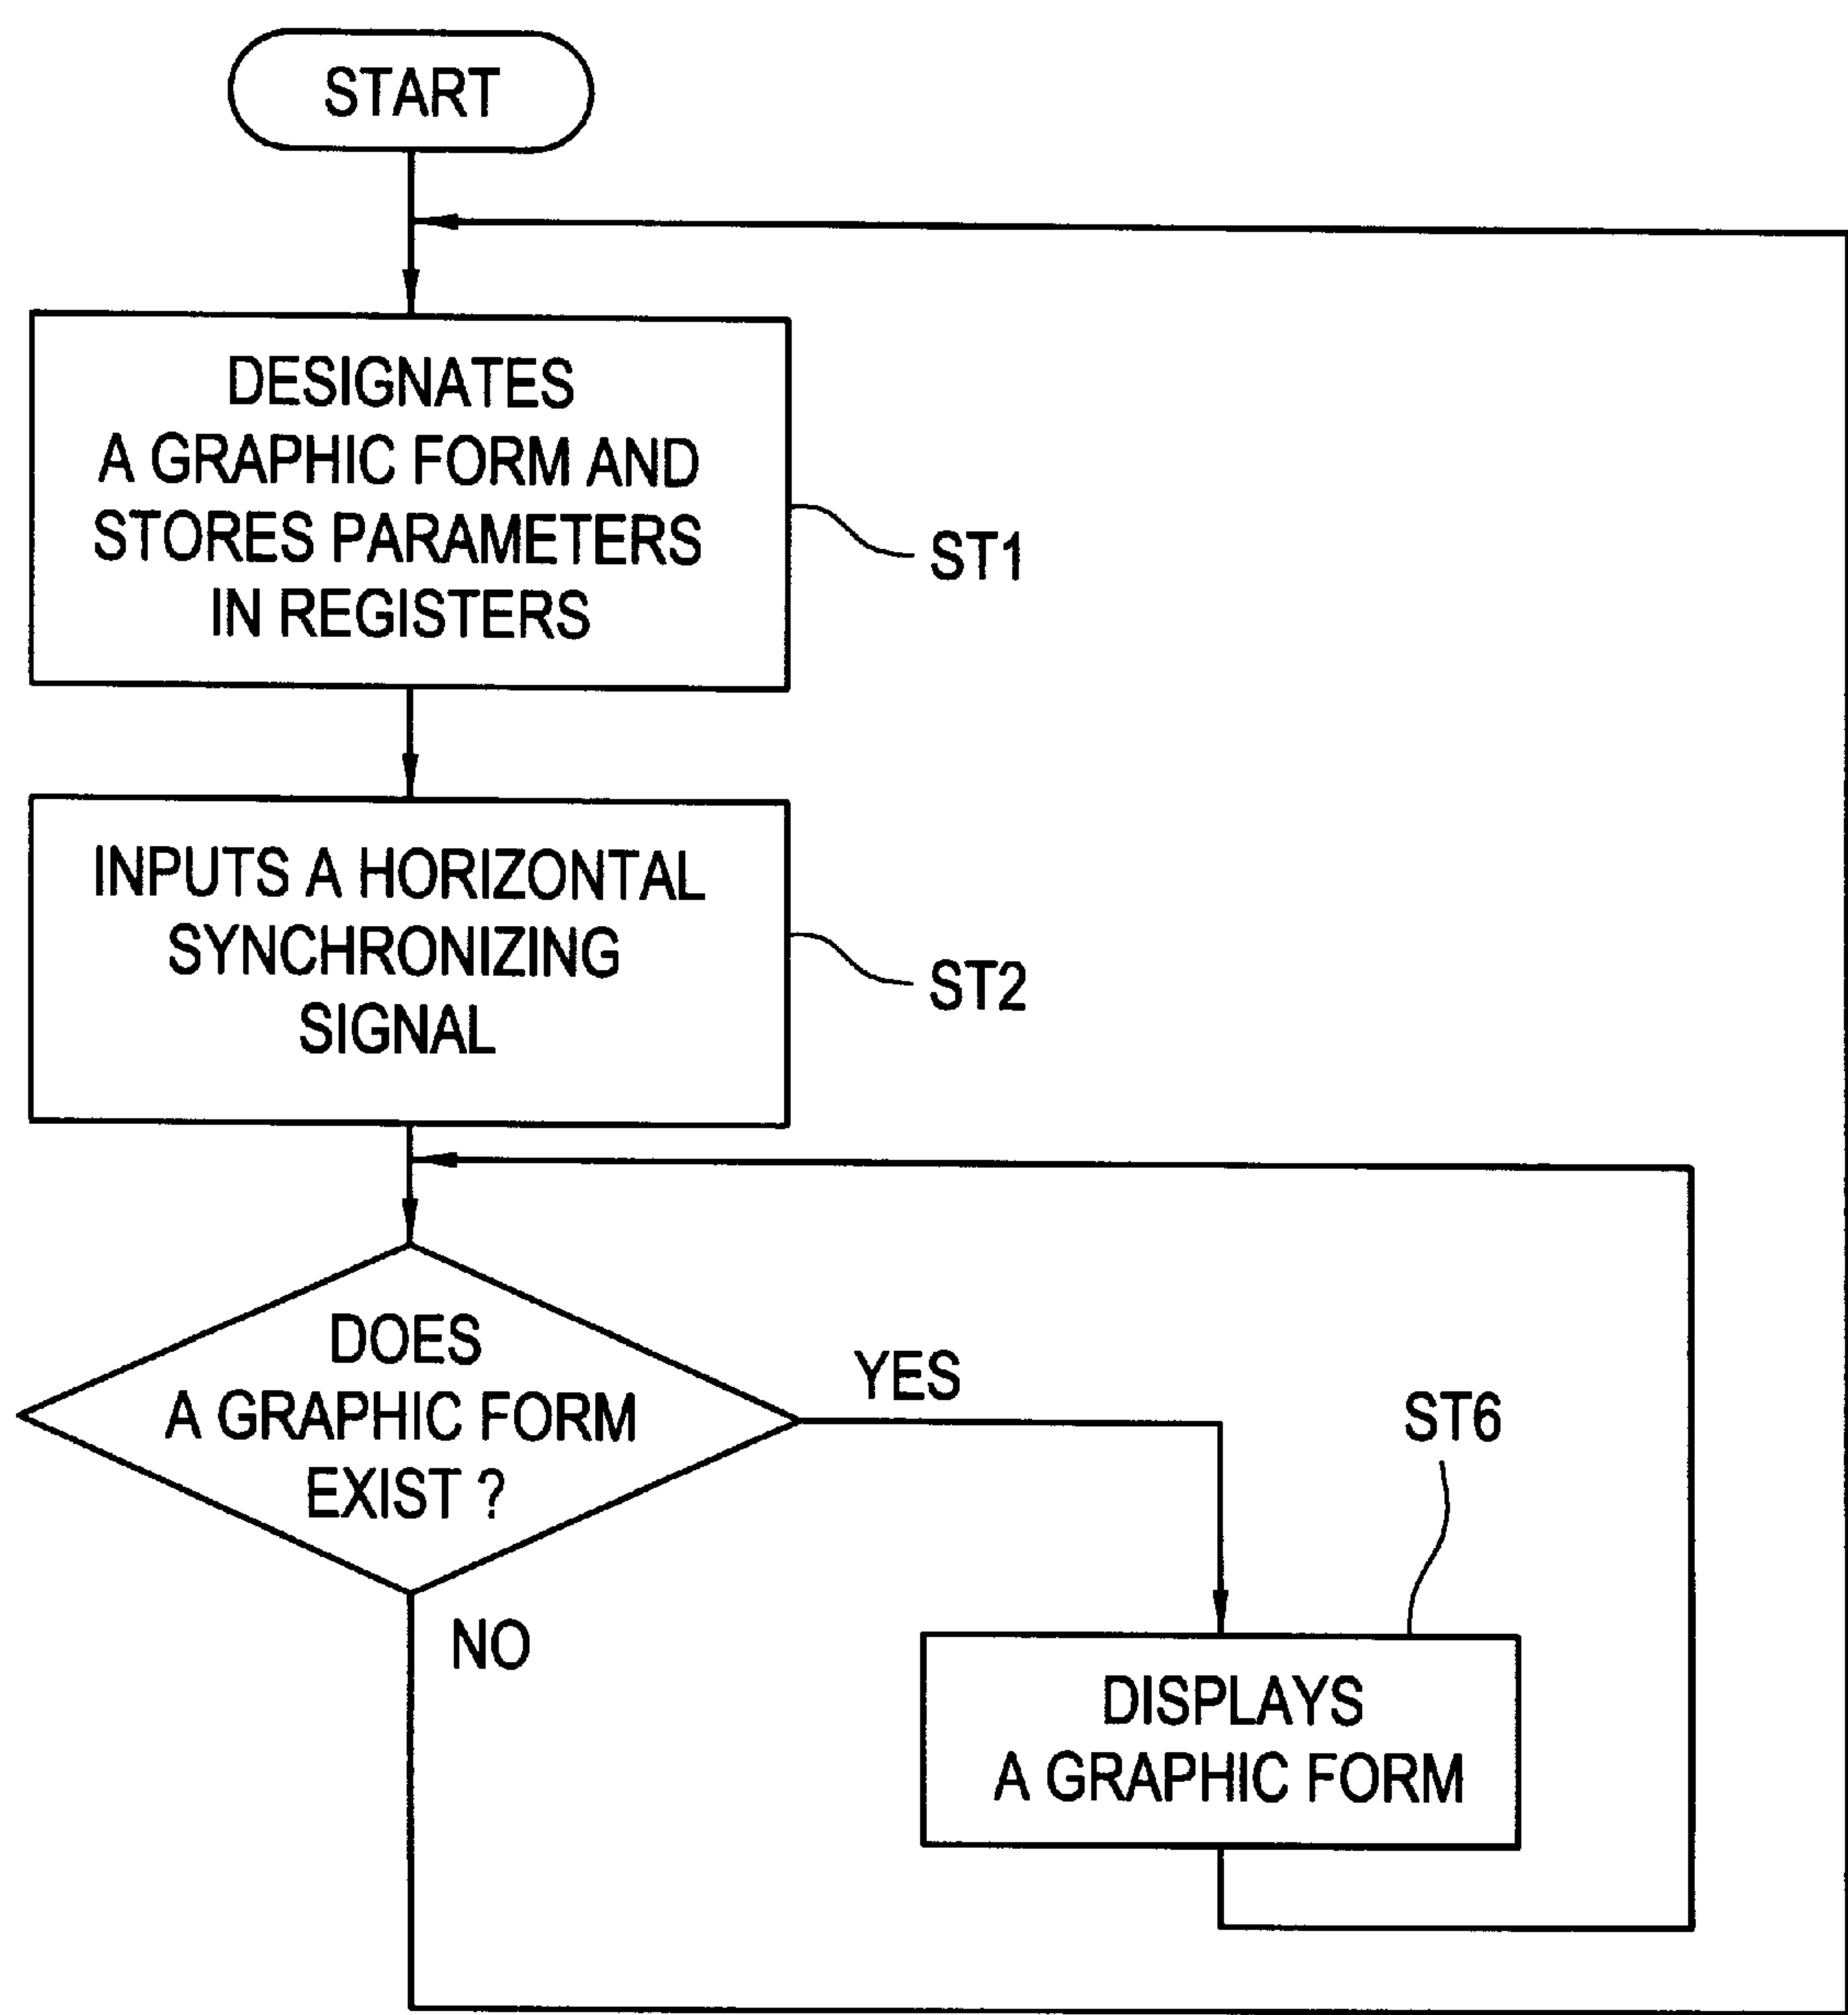 START
DESIGNATES
A GRAPHIC FORM AND
STORES PARAMETERS
IN REGISTERS
ST1
INPUTS A HORIZONTAL
SYNCHRONIZING
SIGNAL
ST2
DOES
A GRAPHIC FORM
EXIST ?
YES
NO
ST6
DISPLAYS
A GRAPHIC FORM